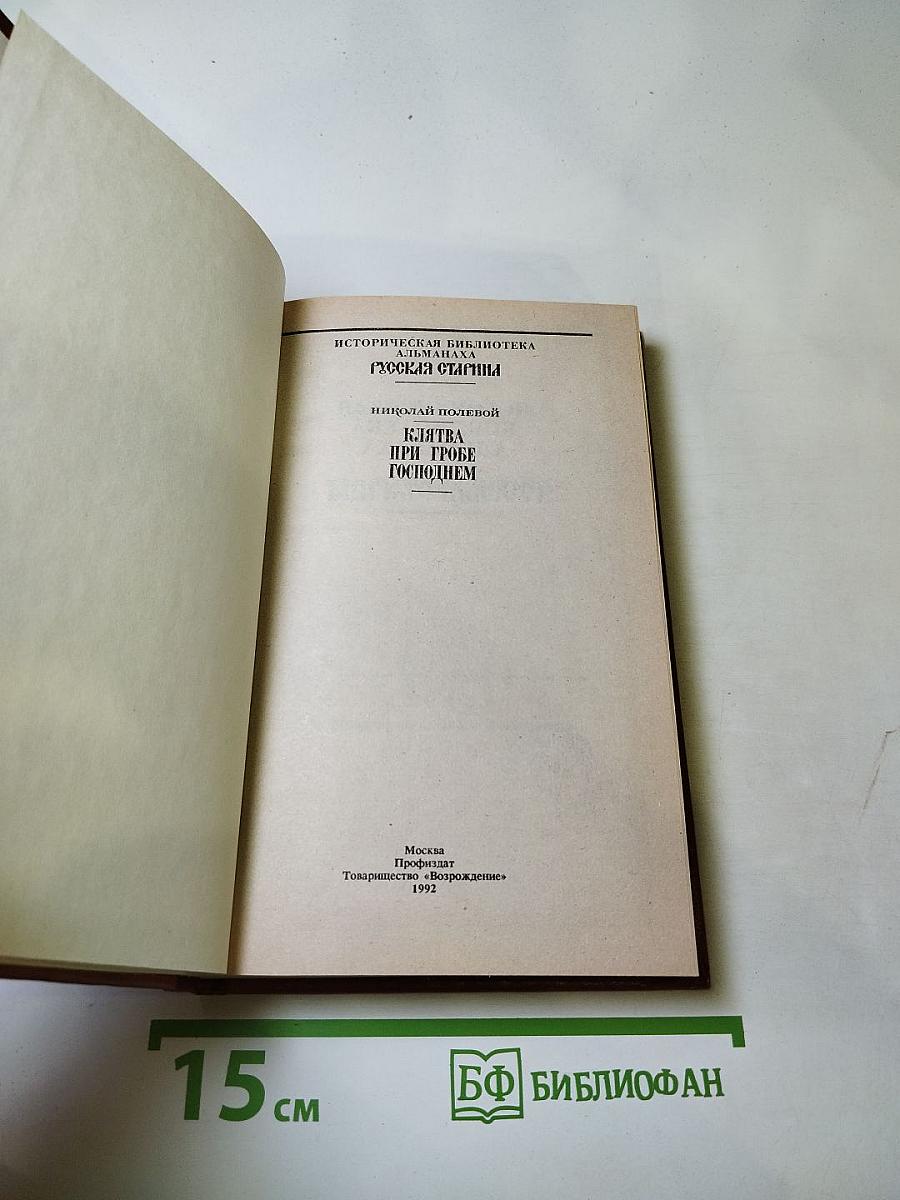 ИСТОРИЧЕСКАЯ БИБЛИОТЕКА
АЛЬМАНАХА
РУССКАЯ СТАРИНА
НИКОЛАЙ ПОЛЕВОЙ
КЛЯТВА
ПРИ ГРОБЕ
ГОСПОДНЕМ
Москва
Профиздат
Товарищество «Возрождение»
1992
15 см
БФ БИБЛИОФАН